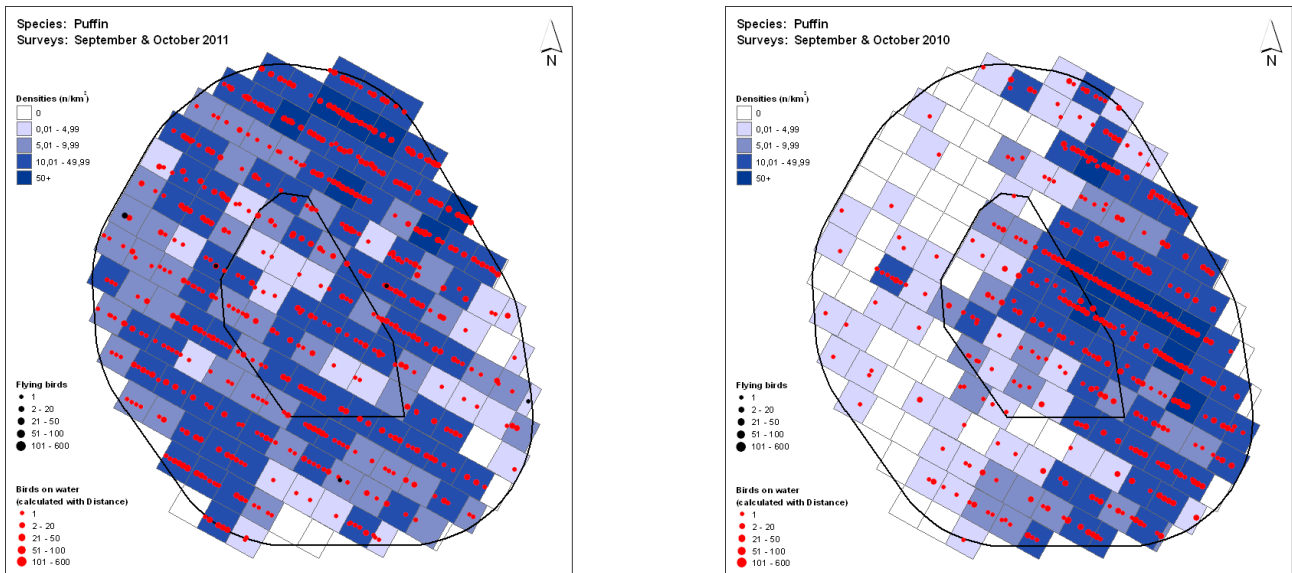 Species: Puffin
Surveys: September & October 2011
N
Densities (n/km²)
0
0,01 - 4,99
5,01 - 9,99
10,01 - 49,99
50+
Flying birds
1
2 - 20
21 - 50
51 - 100
101 - 600
Birds on water
(calculated with Distance)
1
2 - 20
21 - 50
51 - 100
101 - 600
Species: Puffin
Surveys: September & October 2010
N
Densities (n/km²)
0
0,01 - 4,99
5,01 - 9,99
10,01 - 49,99
50+
Flying birds
1
2 - 20
21 - 50
51 - 100
101 - 600
Birds on water
(calculated with Distance)
1
2 - 20
21 - 50
51 - 100
101 - 600